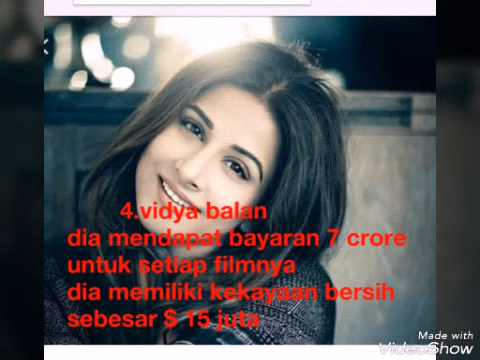 4.vidya balan
dia mendapat bayaran 7 crore
untuk setiap filmnya
dia memiliki kekayaan bersih
sebesar $ 15 juta
Made with
VideoShow